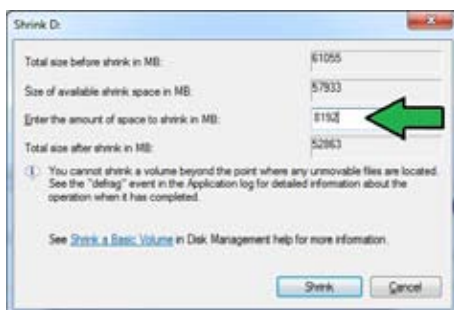 Shrink D:
Total size before shrink in MB: 61055
Size of available shrink space in MB: 57933
Enter the amount of space to shrink in MB: 8192
Total size after shrink in MB: 52863
You cannot shrink a volume beyond the point where any unmovable files are located.
See the "defrag" event in the Application log for detailed information about the
operation when it has completed.
See Shrink a Basic Volume in Disk Management help for more information.
Shrink Cancel